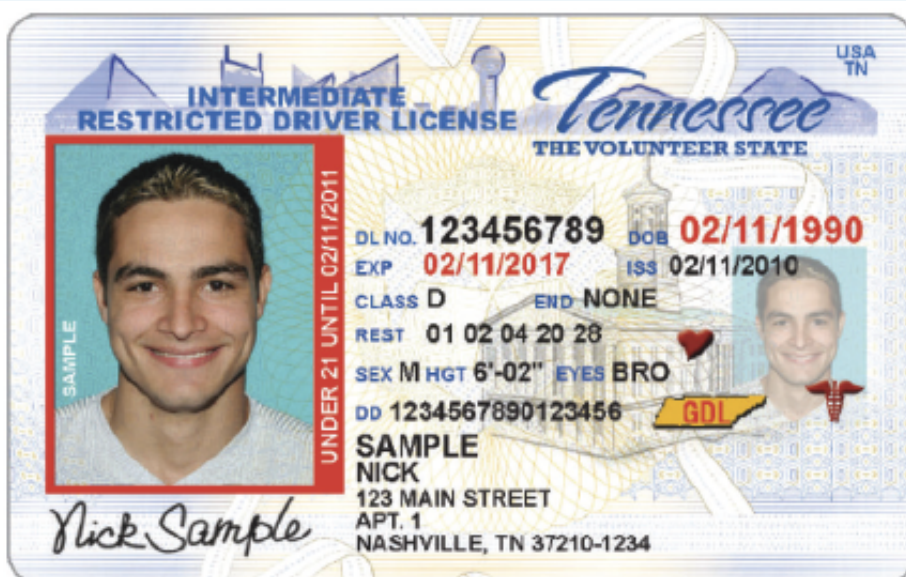 USA
TN
INTERMEDIATE
RESTRICTED DRIVER LICENSE
Tennessee
THE VOLUNTEER STATE
SAMPLE
UNDER 21 UNTIL 02/11/2011
DL NO. 123456789 DOB 02/11/1990
EXP 02/11/2017 ISS 02/11/2010
CLASS D END NONE
REST 01 02 04 20 28
SEX M HGT 6'-02" EYES BRO
DD 1234567890123456
GDL
SAMPLE
NICK
123 MAIN STREET
APT. 1
NASHVILLE, TN 37210-1234
Nick Sample